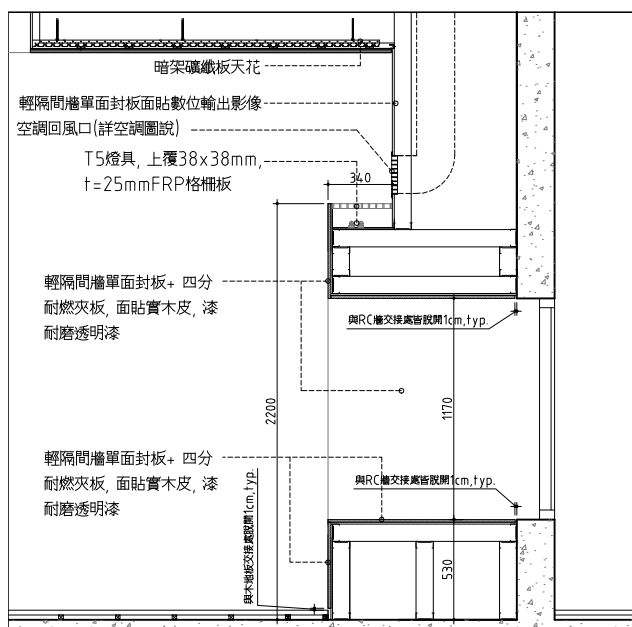 暗架礦纖板天花
輕隔間牆單面封板面貼數位輸出影像
空調回風口(詳空調圖說)
T5燈具, 上覆38x38mm,
t=25mmFRP格柵板
340
輕隔間牆單面封板+ 四分
耐燃夾板, 面貼實木皮, 漆
耐磨透明漆
與RC牆交接處皆脫開1cm,typ.
2200
1170
輕隔間牆單面封板+ 四分
耐燃夾板, 面貼實木皮, 漆
耐磨透明漆
與RC牆交接處皆脫開1cm,typ.
與木地板交接處脫開1cm,typ.
530